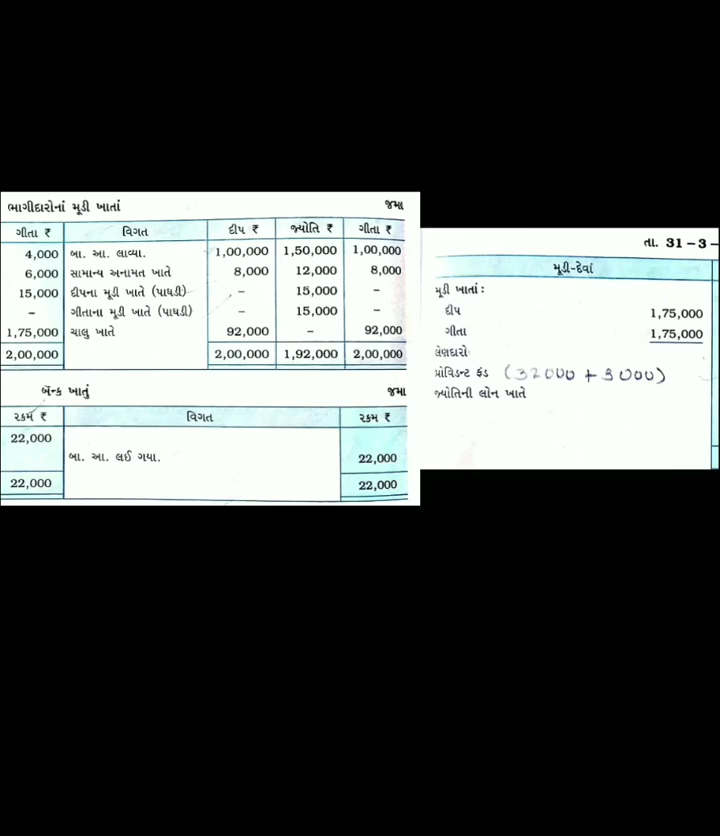 ભાગીદારોનાં મૂડી ખાતાં જમા
ગીતા ₹ વિગત દીપ ₹ જ્યોતિ ₹ ગીતા ₹
4,000 બા. આ. લાવ્યા. 1,00,000 1,50,000 1,00,000
6,000 સામાન્ય અનામત ખાતે 8,000 12,000 8,000
15,000 દીપના મૂડી ખાતે (પાઘડી) – 15,000 –
– ગીતાના મૂડી ખાતે (પાઘડી) – 15,000 –
1,75,000 ચાલુ ખાતે 92,000 – 92,000
2,00,000 2,00,000 1,92,000 2,00,000
બૅન્ક ખાતું જમા
રકમ ₹ વિગત રકમ ₹
22,000
બા. આ. લઈ ગયા. 22,000
22,000 22,000
તા. 31 – 3 –
મૂડી-દેવાં
મૂડી ખાતાં :
દીપ 1,75,000
ગીતા 1,75,000
લેણદારો
પ્રૉવિડન્ટ ફંડ (32000 + 3000)
જ્યોતિની લોન ખાતે